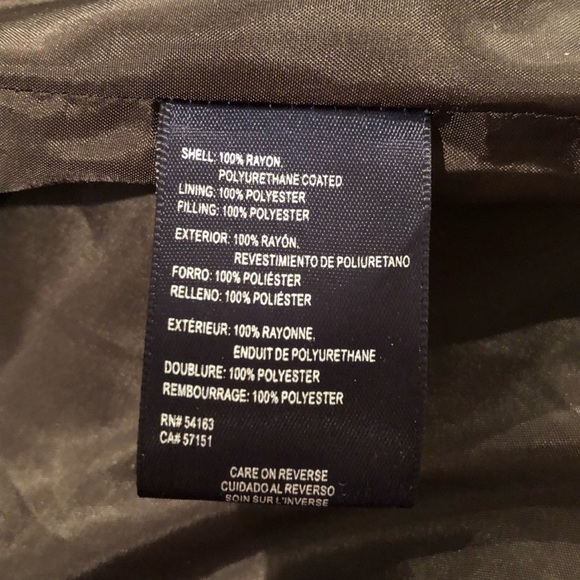 SHELL: 100% RAYON,
POLYURETHANE COATED
LINING: 100% POLYESTER
FILLING: 100% POLYESTER
EXTERIOR: 100% RAYÓN,
REVESTIMIENTO DE POLIURETANO
FORRO: 100% POLIÉSTER
RELLENO: 100% POLIÉSTER
EXTÉRIEUR: 100% RAYONNE,
ENDUIT DE POLYURETHANE
DOUBLURE: 100% POLYESTER
REMBOURRAGE: 100% POLYESTER
RN# 54163
CA# 57151
CARE ON REVERSE
CUIDADO AL REVERSO
SOIN SUR L'INVERSE